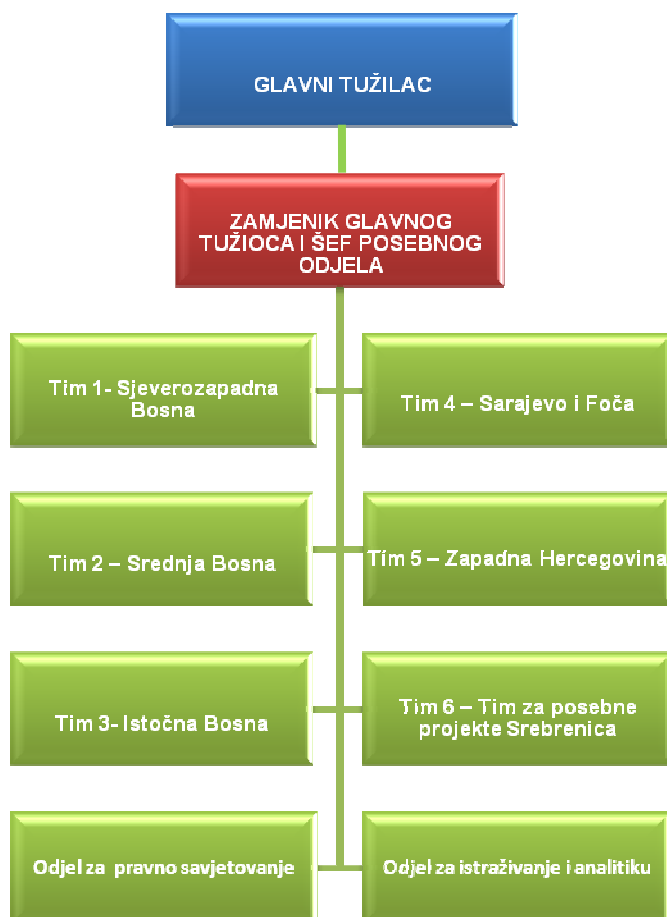 GLAVNI TUŽILAC
ZAMJENIK GLAVNOG
TUŽIOCA I ŠEF POSEBNOG
ODJELA
Tim 1- Sjeverozapadna
Bosna
Tim 4 – Sarajevo i Foča
Tim 2 – Srednja Bosna
Tim 5 – Zapadna Hercegovina
Tim 3- Istočna Bosna
Tim 6 – Tim za posebne
projekte Srebrenica
Odjel za pravno savjetovanje
Odjel za istraživanje i analitiku